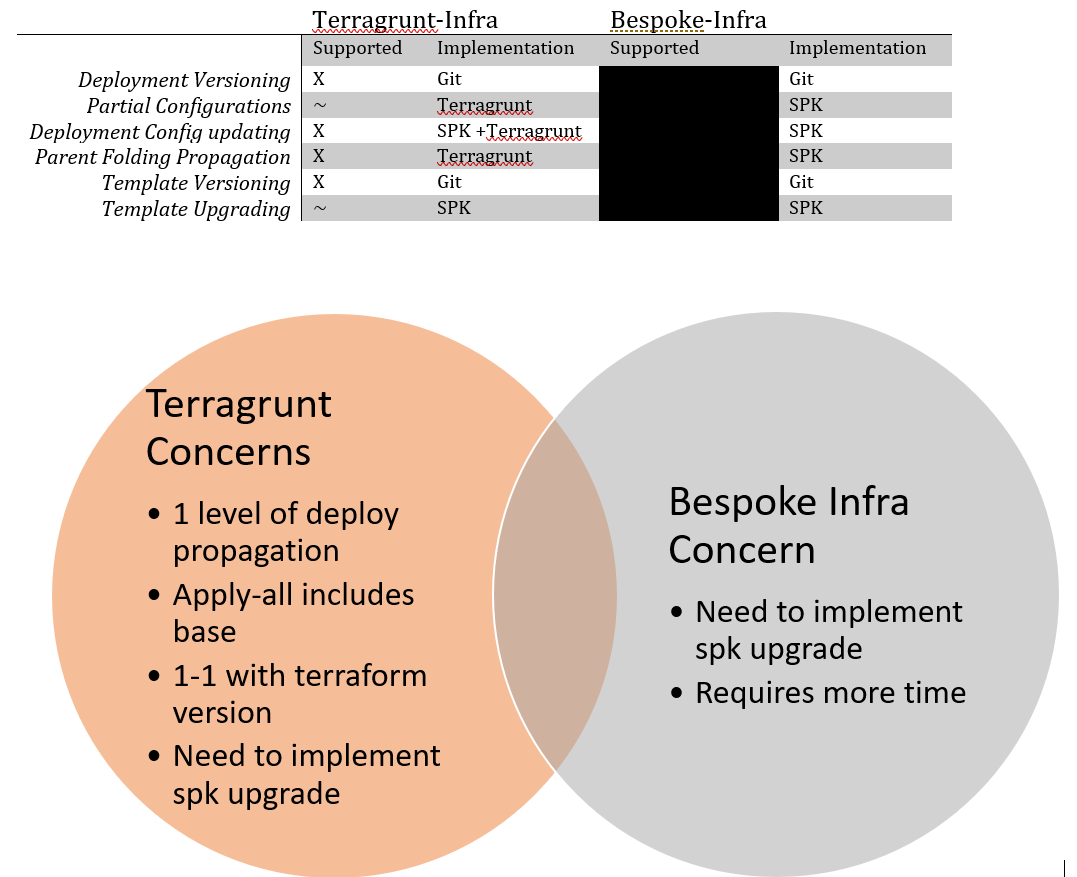 Terragrunt-Infra Bespoke-Infra
Supported Implementation Supported Implementation
Deployment Versioning X Git Git
Partial Configurations ~ Terragrunt SPK
Deployment Config updating X SPK +Terragrunt SPK
Parent Folding Propagation X Terragrunt SPK
Template Versioning X Git Git
Template Upgrading ~ SPK SPK
Terragrunt
Concerns
• 1 level of deploy
propagation
• Apply-all includes
base
• 1-1 with terraform
version
• Need to implement
spk upgrade
Bespoke Infra
Concern
• Need to implement
spk upgrade
• Requires more time